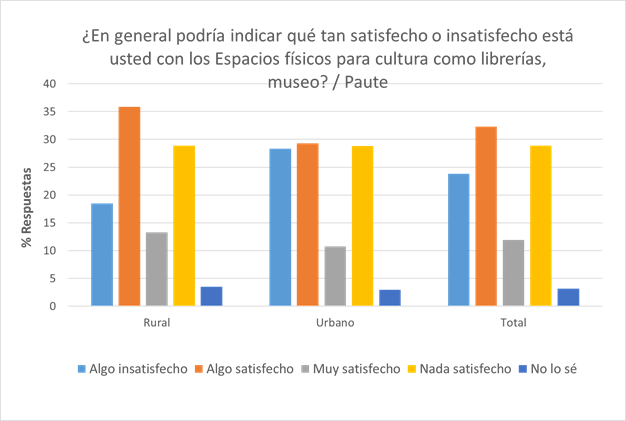 ¿En general podría indicar qué tan satisfecho o insatisfecho está
usted con los Espacios físicos para cultura como librerías,
museo? / Paute
40
35
30
25
20
15
10
5
0
% Respuestas
Rural Urbano Total
Algo insatisfecho Algo satisfecho Muy satisfecho Nada satisfecho No lo sé